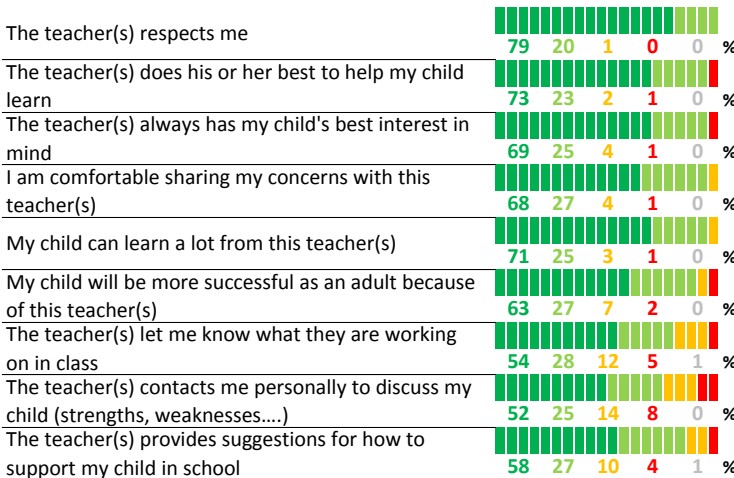 The teacher(s) respects me
79 20 1 0 0 %
The teacher(s) does his or her best to help my child
learn
73 23 2 1 0 %
The teacher(s) always has my child's best interest in
mind
69 25 4 1 0 %
I am comfortable sharing my concerns with this
teacher(s)
68 27 4 1 0 %
My child can learn a lot from this teacher(s)
71 25 3 1 0 %
My child will be more successful as an adult because
of this teacher(s)
63 27 7 2 0 %
The teacher(s) let me know what they are working
on in class
54 28 12 5 1 %
The teacher(s) contacts me personally to discuss my
child (strengths, weaknesses....)
52 25 14 8 0 %
The teacher(s) provides suggestions for how to
support my child in school
58 27 10 4 1 %